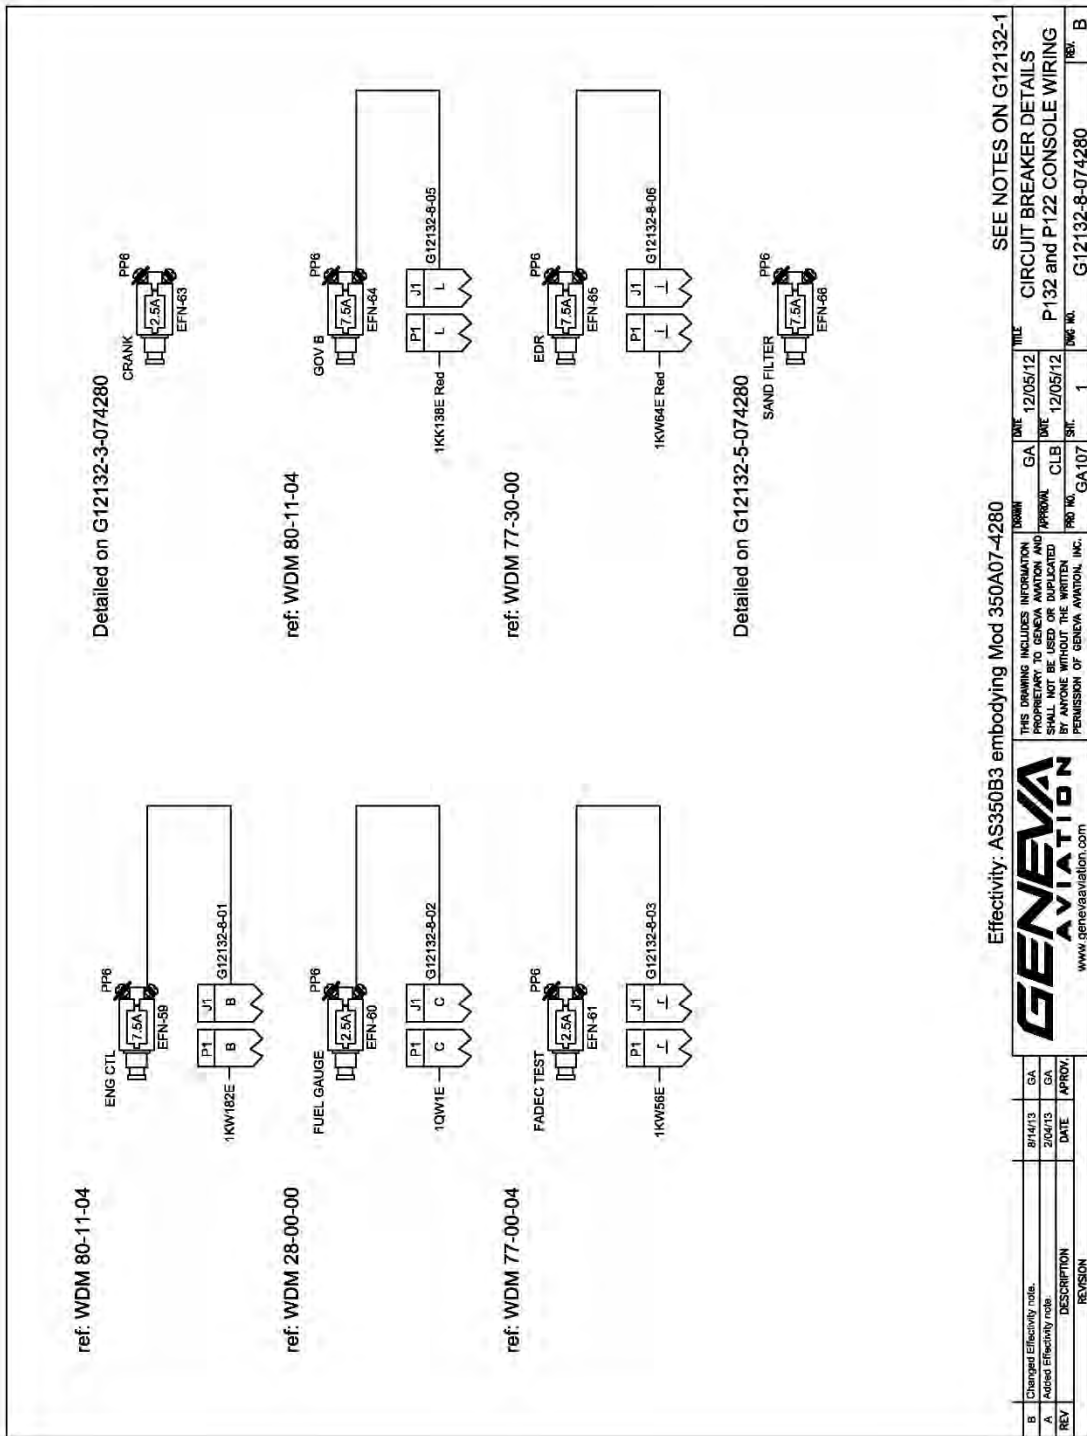 ref: WDM 80-11-04
ENG CTL
PP6
7.5A
EFN-59
P1
J1
B
B
1KW182E
G12132-8-01
ref: WDM 28-00-00
FUEL GAUGE
PP6
2.5A
EFN-60
P1
J1
C
C
1QW1E
G12132-8-02
ref: WDM 77-00-04
FADEC TEST
PP6
2.5A
EFN-61
P1
J1
r
r
1KW56E
G12132-8-03
Detailed on G12132-3-074280
CRANK
PP6
2.5A
EFN-63
ref: WDM 80-11-04
GOV B
PP6
7.5A
EFN-64
P1
J1
L
L
1KK138E Red
G12132-8-05
ref: WDM 77-30-00
EDR
PP6
7.5A
EFN-65
P1
J1
i
i
1KW64E Red
G12132-8-06
Detailed on G12132-5-074280
SAND FILTER
PP6
7.5A
EFN-66
Effectivity: AS350B3 embodying Mod 350A07-4280
SEE NOTES ON G12132-1
B Changed Effectivity note. 8/14/13 GA
A Added Effectivity note. 2/04/13 GA
REV DESCRIPTION DATE APROV.
REVISION
GENEVA
AVIATION
www.genevaaviation.com
THIS DRAWING INCLUDES INFORMATION
PROPRIETARY TO GENEVA AVIATION AND
SHALL NOT BE USED OR DUPLICATED
BY ANYONE WITHOUT THE WRITTEN
PERMISSION OF GENEVA AVIATION, INC.
DRAWN GA DATE 12/05/12
APPROVAL CLB DATE 12/05/12
PRO NO. GA107 SHT. 1
TITLE
CIRCUIT BREAKER DETAILS
P132 and P122 CONSOLE WIRING
DWG NO. G12132-8-074280 REV. B